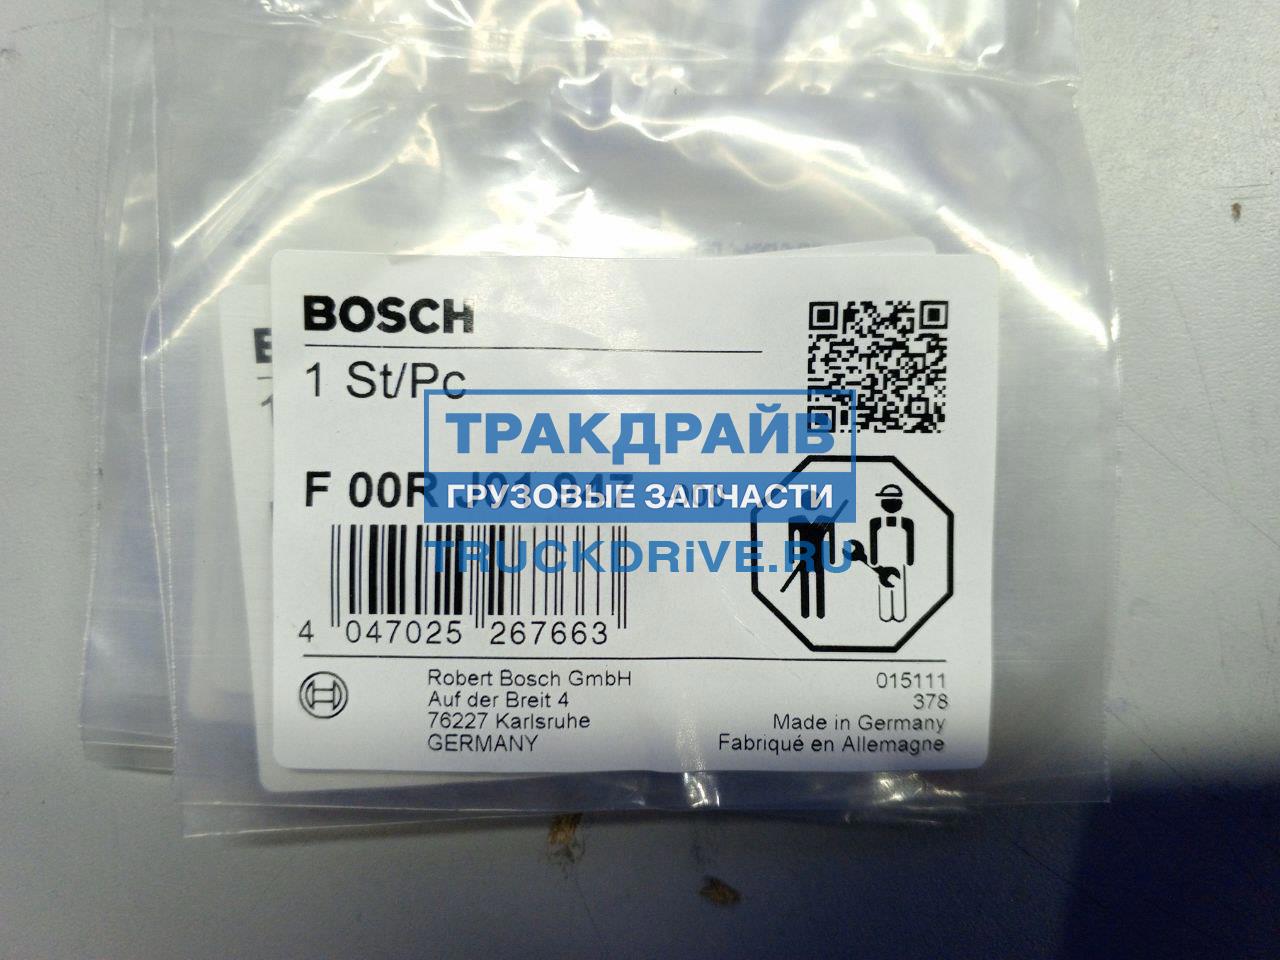 BOSCH
1 St/Pc
ТРАКДРАЙВ
F 00R
ГРУЗОВЫЕ ЗАПЧАСТИ
TRUCKDRiVE.RU
4 047025 267663
Robert Bosch GmbH
Auf der Breit 4
76227 Karlsruhe
GERMANY
015111
378
Made in Germany
Fabriqué en Allemagne